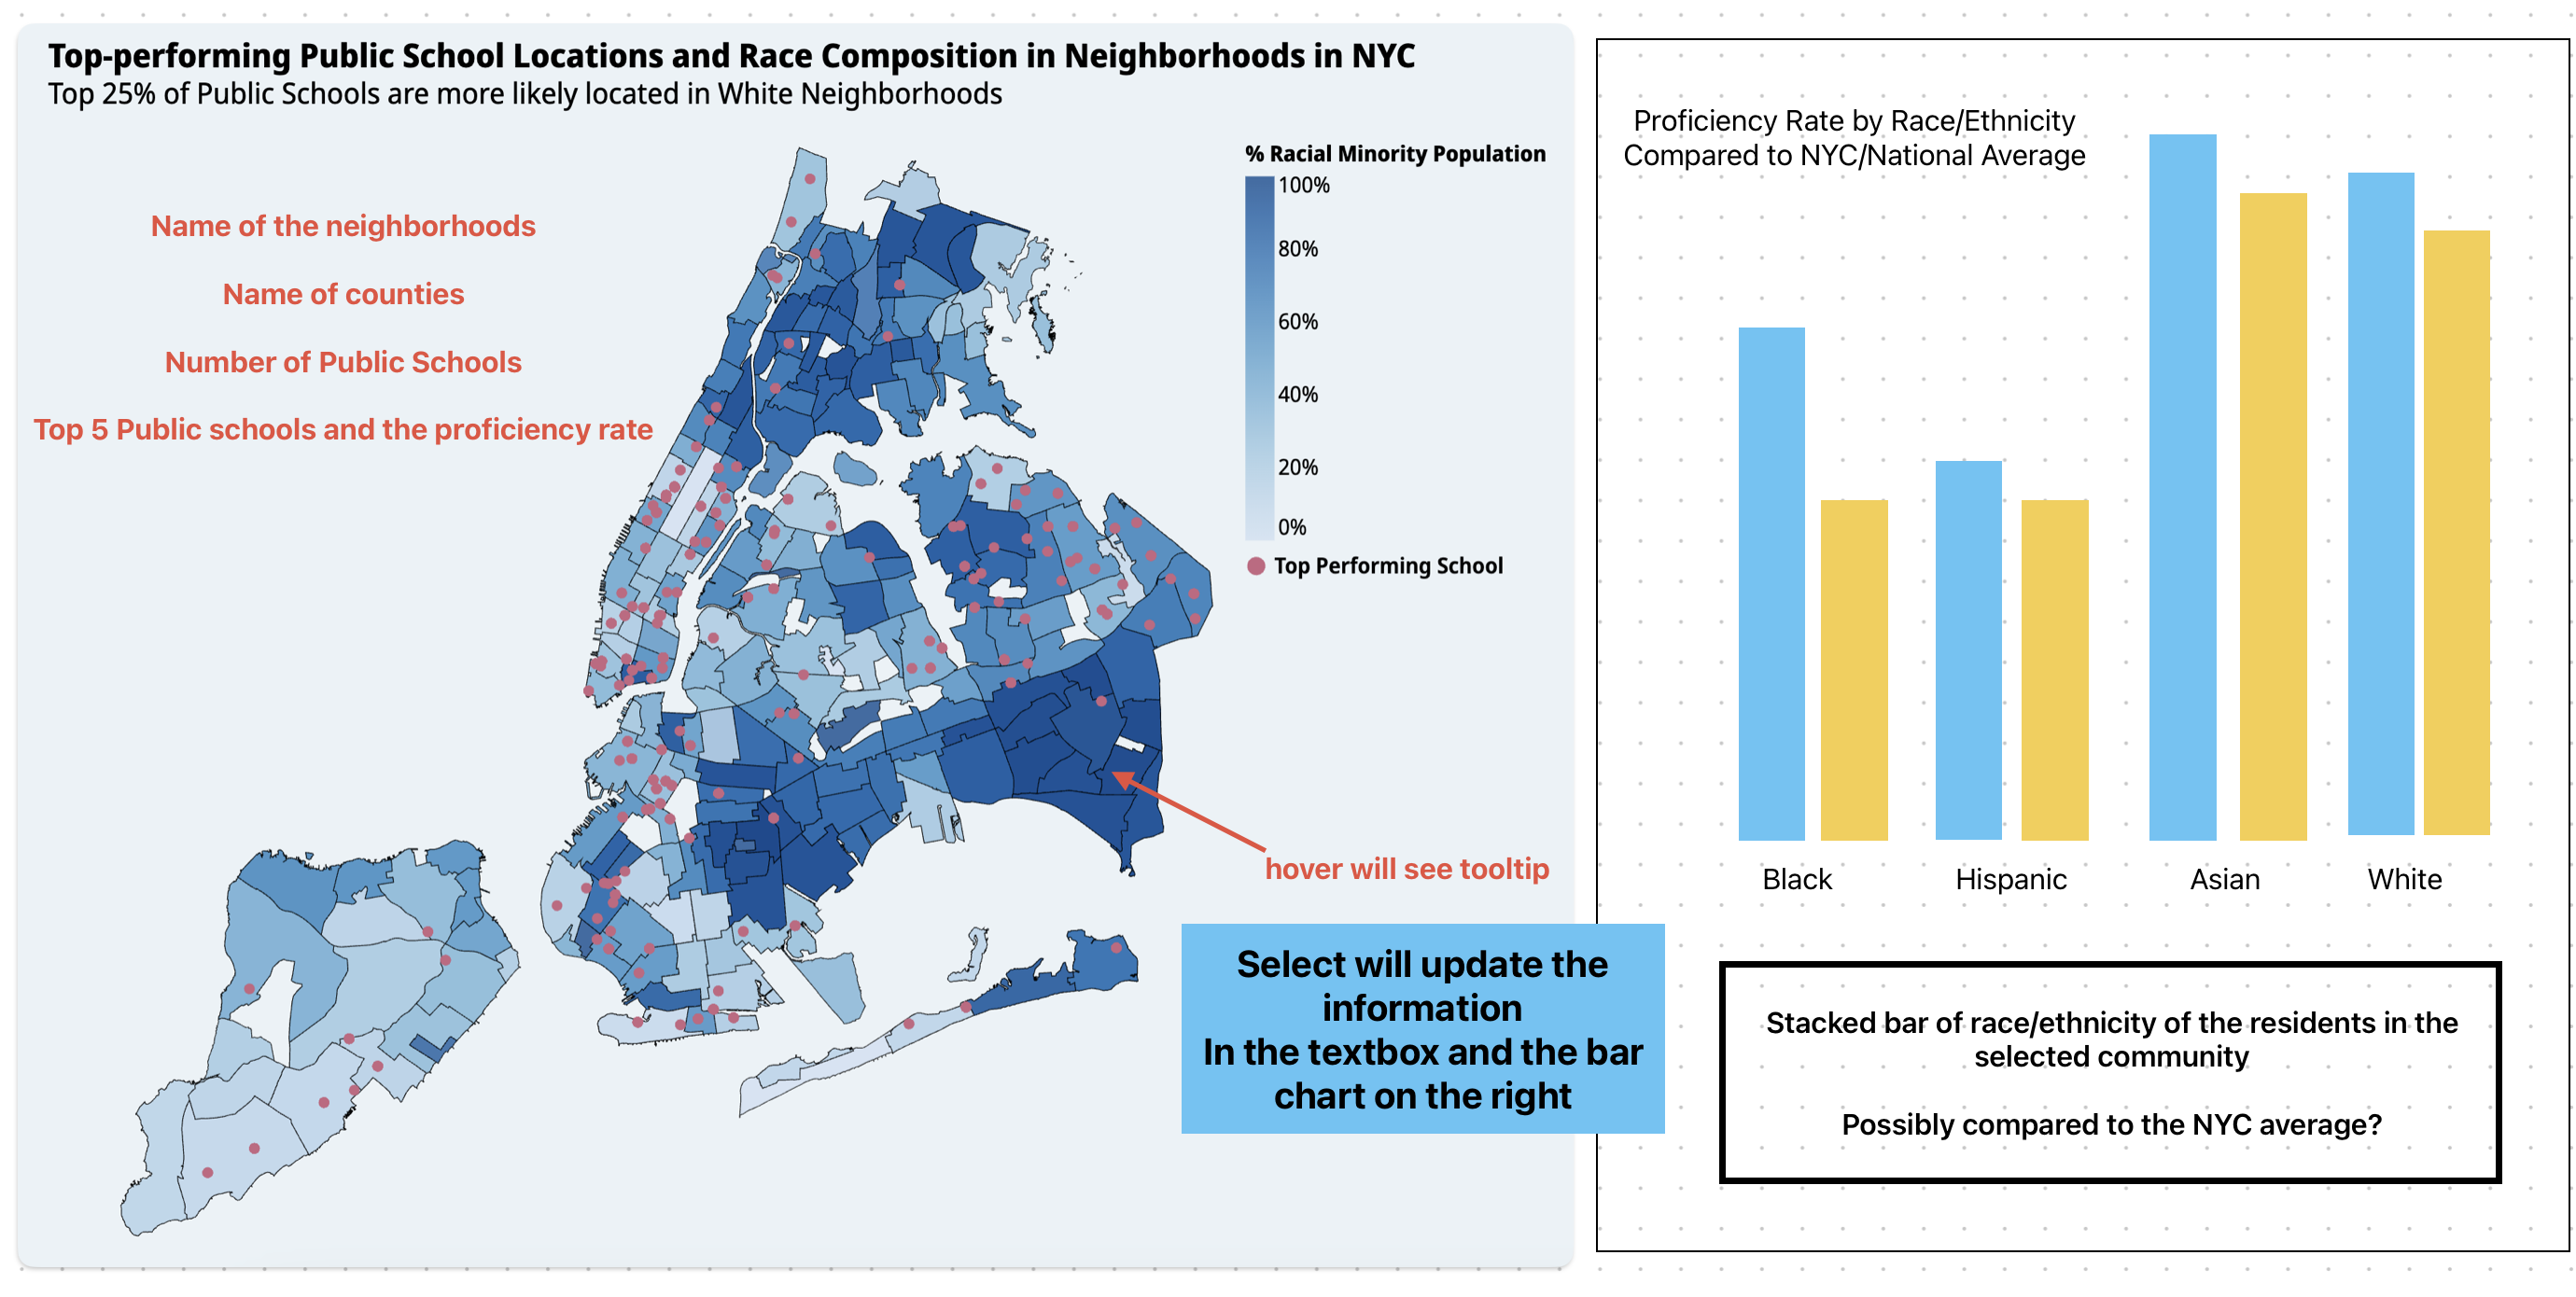 Top-performing Public School Locations and Race Composition in Neighborhoods in NYC
Top 25% of Public Schools are more likely located in White Neighborhoods
Name of the neighborhoods
Name of counties
Number of Public Schools
Top 5 Public schools and the proficiency rate
% Racial Minority Population
100%
80%
60%
40%
20%
0%
Top Performing School
hover will see tooltip
Select will update the
information
In the textbox and the bar
chart on the right
Proficiency Rate by Race/Ethnicity
Compared to NYC/National Average
Black
Hispanic
Asian
White
Stacked bar of race/ethnicity of the residents in the
selected community
Possibly compared to the NYC average?